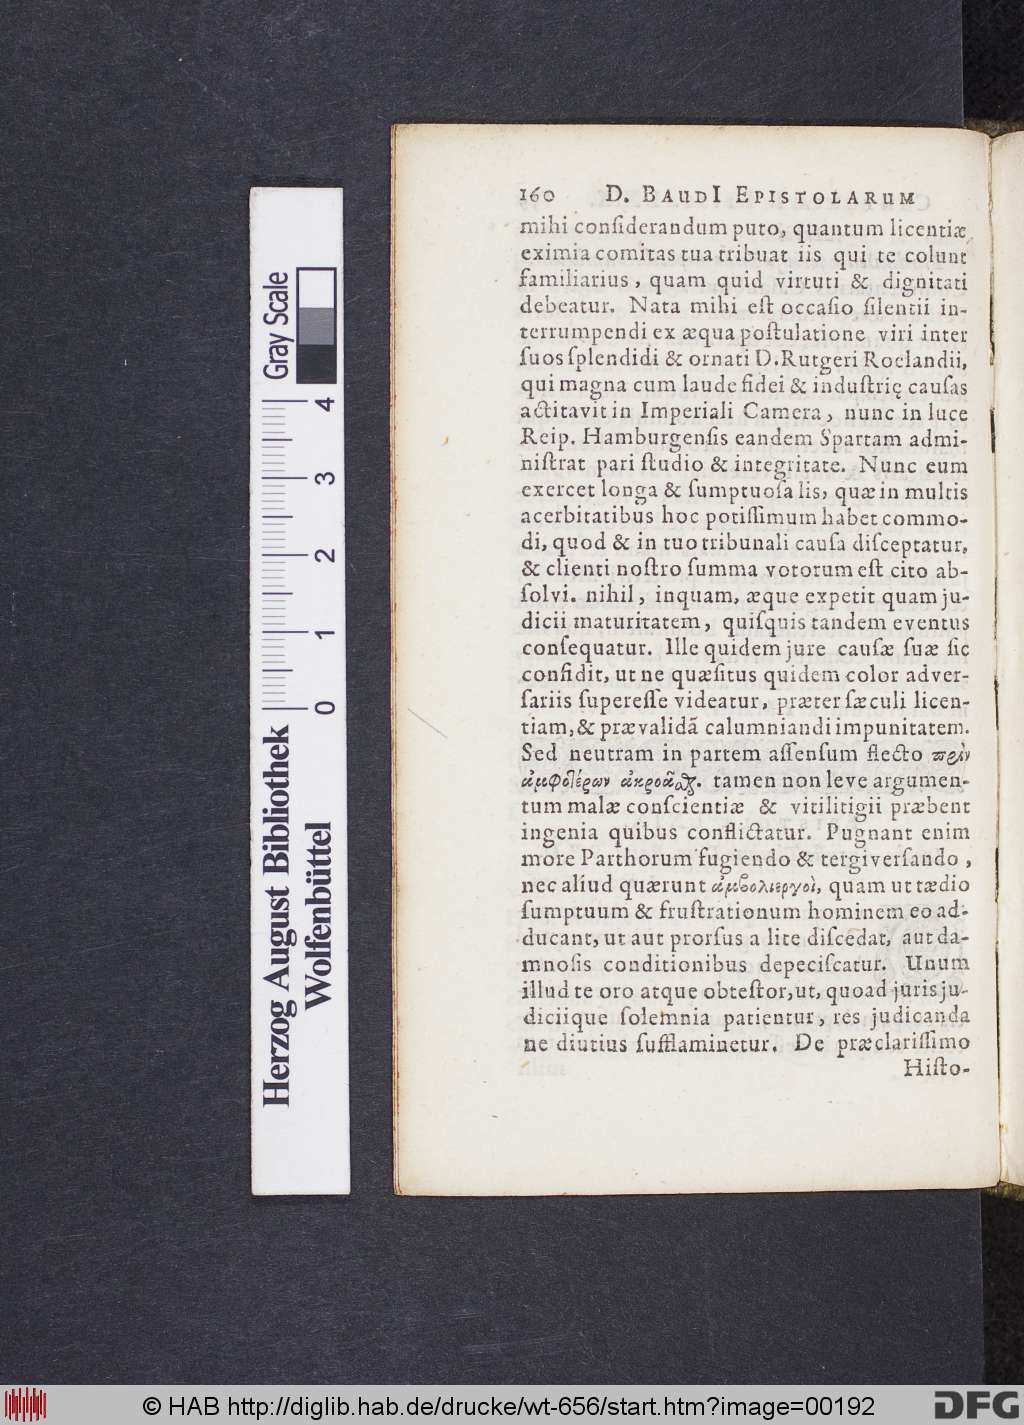 160 D. BAUDI EPISTOLARUM
mihi conſiderandum puto, quantum licentiæ
eximia comitas tua tribuat iis qui te colunt
familiarius, quam quid virtuti & dignitati
debeatur. Nata mihi eſt occaſio ſilentii in-
terrumpendi ex æqua poſtulatione viri inter
ſuos ſplendidi & ornati D. Rutgeri Roelandii,
qui magna cum laude fidei & induſtrię cauſas
actitavit in Imperiali Camera, nunc in luce
Reip. Hamburgenſis eandem Spartam admi-
niſtrat pari ſtudio & integritate. Nunc eum
exercet longa & ſumptuoſa lis, quæ in multis
acerbitatibus hoc potiſſimum habet commo-
di, quod & in tuo tribunali cauſa diſceptatur,
& clienti noſtro ſumma votorum eſt cito ab-
ſolvi. nihil, inquam, æque expetit quam ju-
dicii maturitatem, quiſquis tandem eventus
conſequatur. Ille quidem jure cauſæ ſuæ ſic
confidit, ut ne quæſitus quidem color adver-
ſariis ſupereſſe videatur, præter ſæculi licen-
tiam, & prævalidā calumniandi impunitatem.
Sed neutram in partem aſſenſum flecto πρὶν
ἀμφοτέρων ἀκροᾶσθαι. tamen non leve argumen-
tum malæ conſcientiæ & vitilitigii præbent
ingenia quibus conflictatur. Pugnant enim
more Parthorum fugiendo & tergiverſando,
nec aliud quærunt ἀμβολιεργοὶ, quam ut tædio
ſumptuum & fruſtrationum hominem eo ad-
ducant, ut aut prorſus a lite diſcedat, aut da-
mnoſis conditionibus depeciſcatur. Unum
illud te oro atque obteſtor, ut, quoad juris ju-
diciique ſolemnia patientur, res judicanda
ne diutius ſufflaminetur. De præclariſſimo
Hiſto-
Gray Scale
0 1 2 3 4
Herzog August Bibliothek
Wolfenbüttel
© HAB http://diglib.hab.de/drucke/wt-656/start.htm?image=00192
DFG